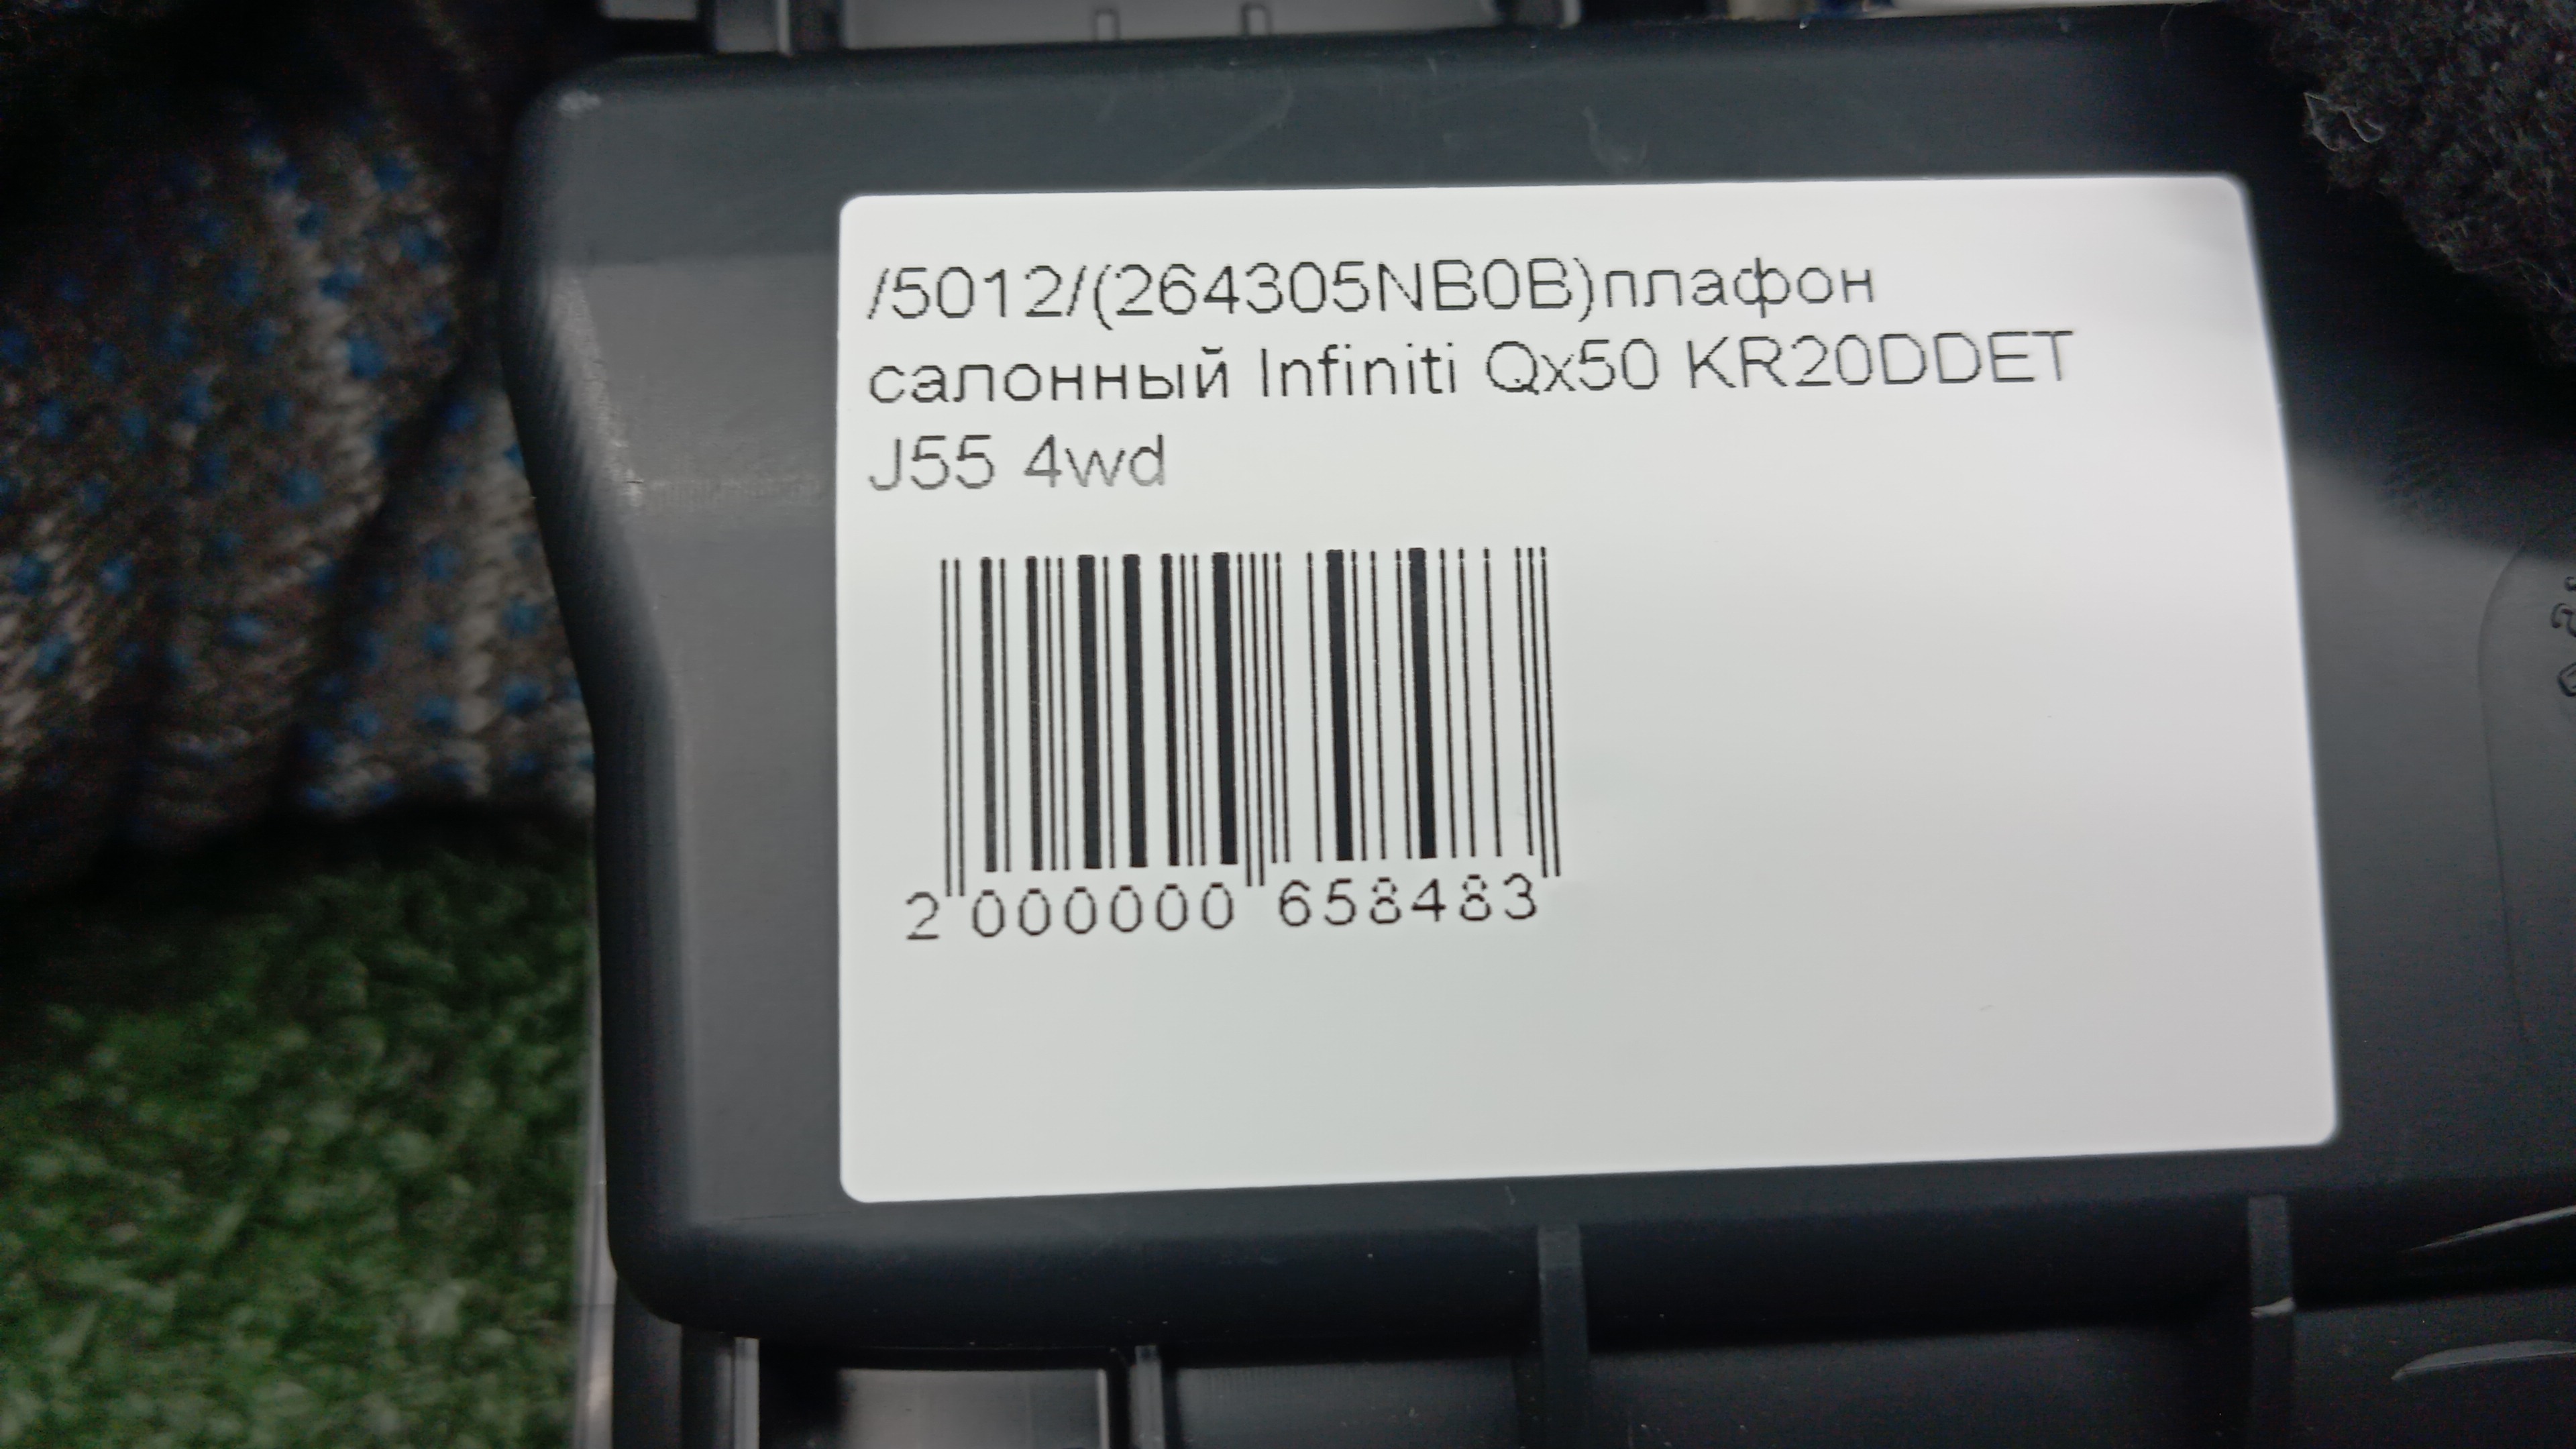 /5012/(264305NB0B)плафон
салонный Infiniti Qx50 KR20DDET
J55 4wd
2 000000 658483